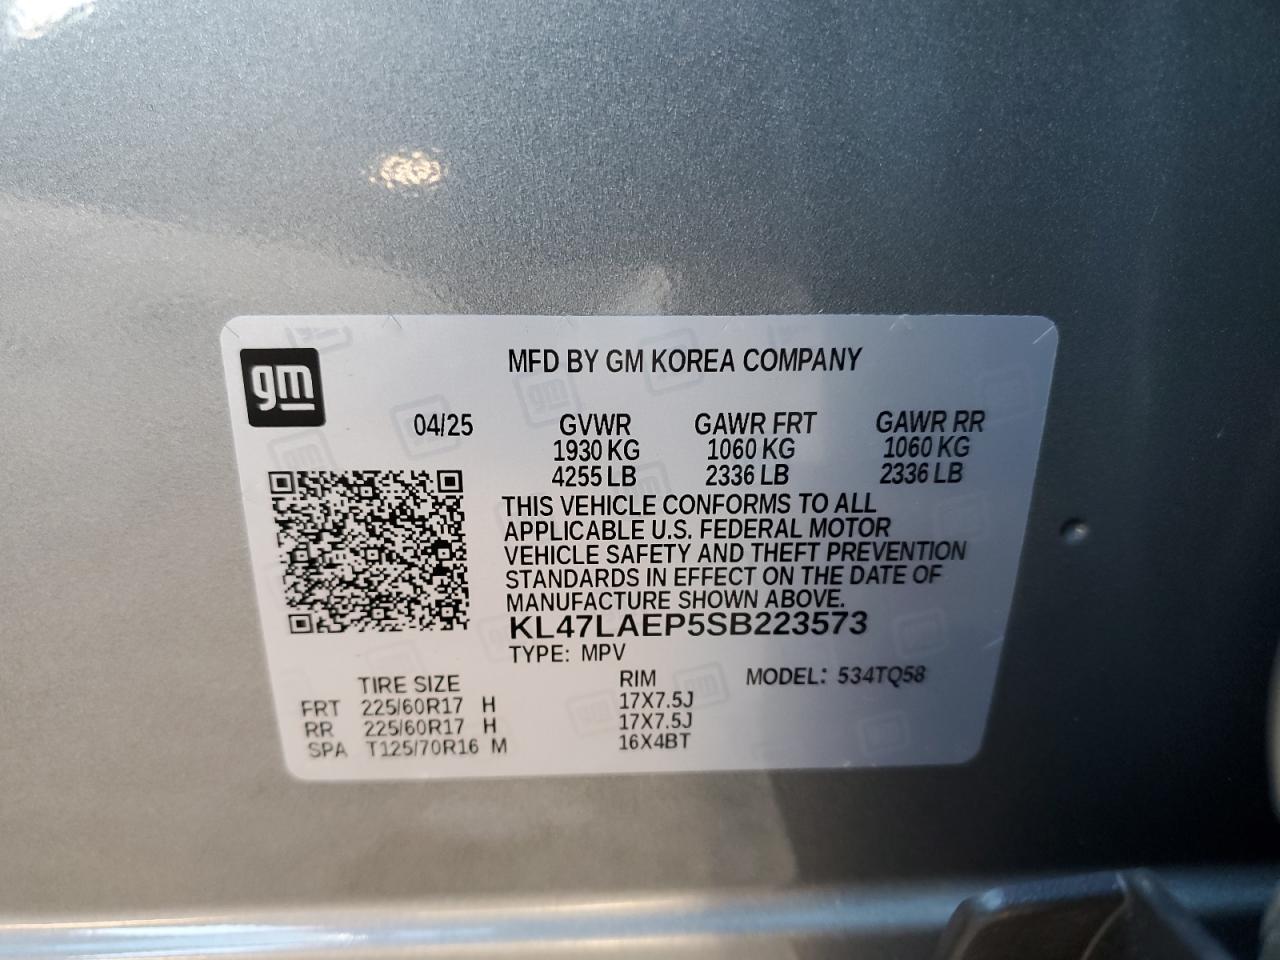 gm
MFD BY GM KOREA COMPANY
04/25 GVWR GAWR FRT GAWR RR
1930 KG 1060 KG 1060 KG
4255 LB 2336 LB 2336 LB
THIS VEHICLE CONFORMS TO ALL
APPLICABLE U.S. FEDERAL MOTOR
VEHICLE SAFETY AND THEFT PREVENTION
STANDARDS IN EFFECT ON THE DATE OF
MANUFACTURE SHOWN ABOVE.
KL47LAEP5SB223573
TYPE: MPV
TIRE SIZE RIM MODEL: 534TQ58
FRT 225/60R17 H 17X7.5J
RR 225/60R17 H 17X7.5J
SPA T125/70R16 M 16X4BT